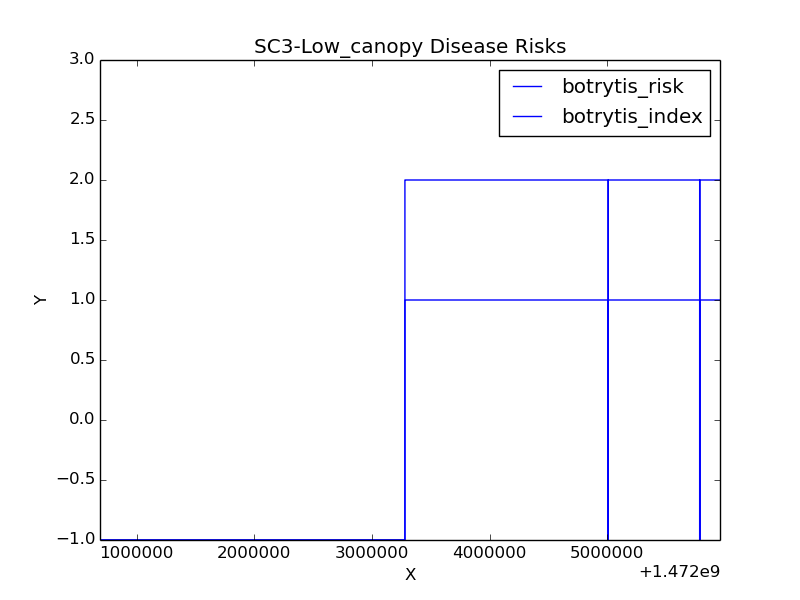 SC3-Low_canopy Disease Risks
3.0
botrytis_risk
botrytis_index
2.5
2.0
1.5
Y
1.0
0.5
0.0
−0.5
−1.0
1000000 2000000 3000000 4000000 5000000
X
+1.472e9